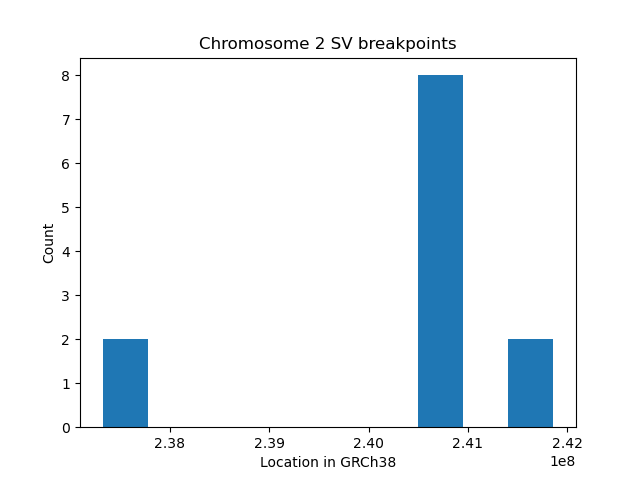 Chromosome 2 SV breakpoints
8
7
6
5
4
3
2
1
0
Count
2.38 2.39 2.40 2.41 2.42
1e8
Location in GRCh38